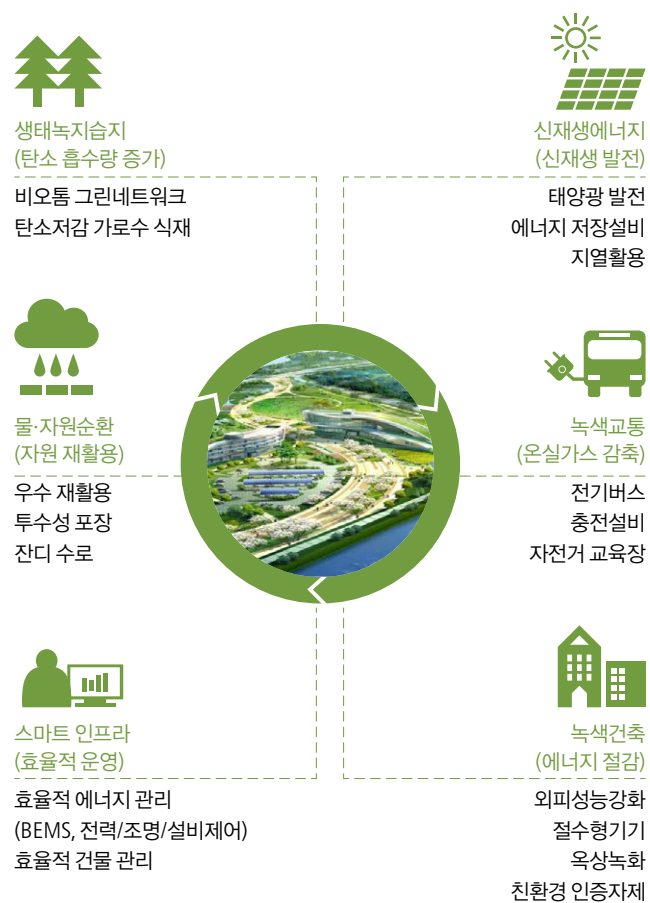 생태녹지습지
(탄소 흡수량 증가)
비오톰 그린네트워크
탄소저감 가로수 식재
신재생에너지
(신재생 발전)
태양광 발전
에너지 저장설비
지열활용
물·자원순환
(자원 재활용)
우수 재활용
투수성 포장
잔디 수로
녹색교통
(온실가스 감축)
전기버스
충전설비
자전거 교육장
스마트 인프라
(효율적 운영)
효율적 에너지 관리
(BEMS, 전력/조명/설비제어)
효율적 건물 관리
녹색건축
(에너지 절감)
외피성능강화
절수형기기
옥상녹화
친환경 인증자제